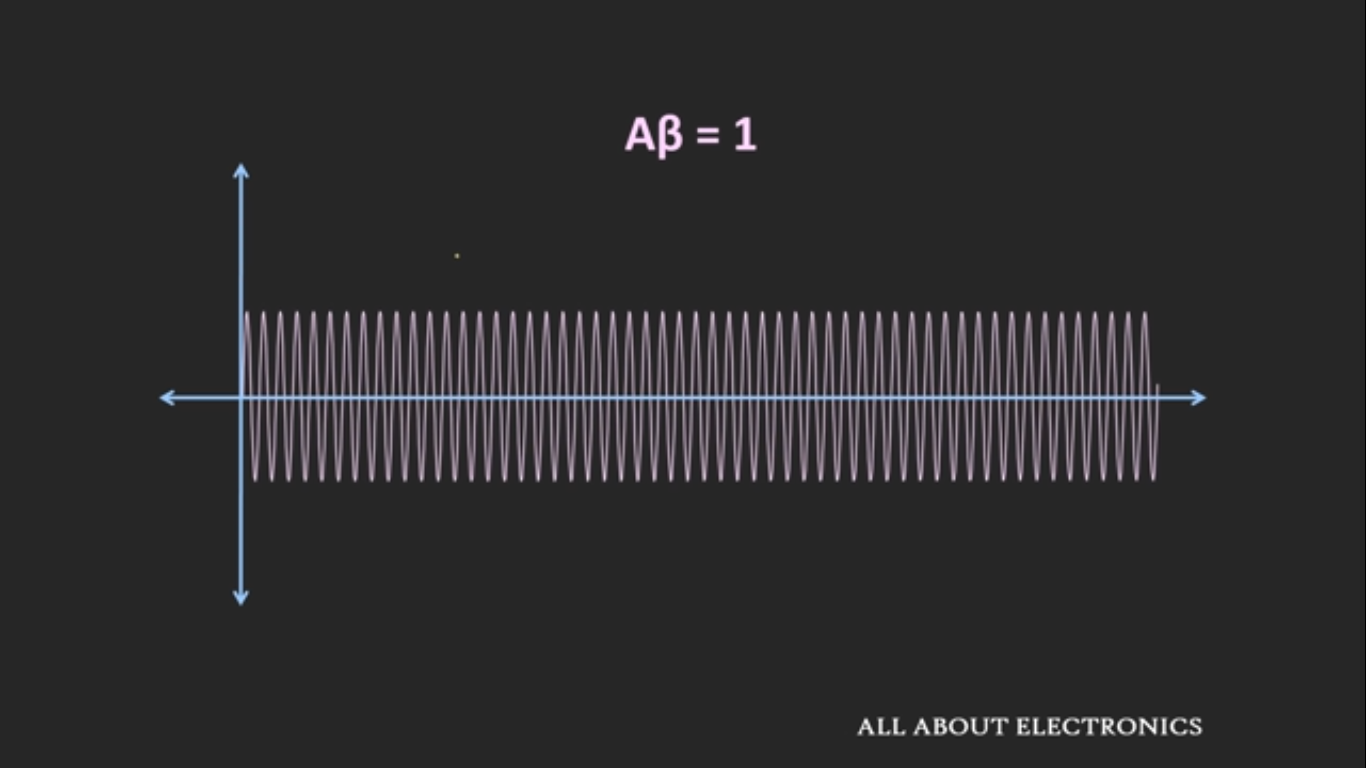 Aβ = 1
ALL ABOUT ELECTRONICS